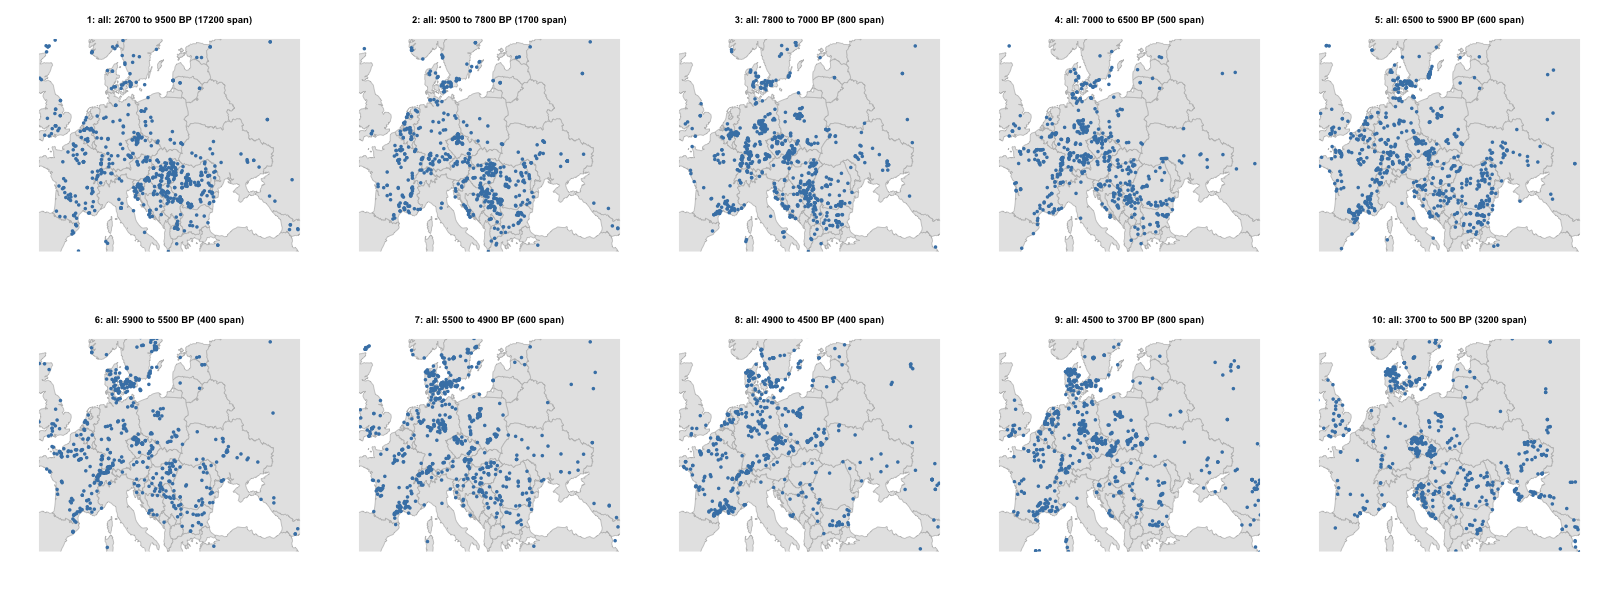 1: all: 26700 to 9500 BP (17200 span)
2: all: 9500 to 7800 BP (1700 span)
3: all: 7800 to 7000 BP (800 span)
4: all: 7000 to 6500 BP (500 span)
5: all: 6500 to 5900 BP (600 span)
6: all: 5900 to 5500 BP (400 span)
7: all: 5500 to 4900 BP (600 span)
8: all: 4900 to 4500 BP (400 span)
9: all: 4500 to 3700 BP (800 span)
10: all: 3700 to 500 BP (3200 span)